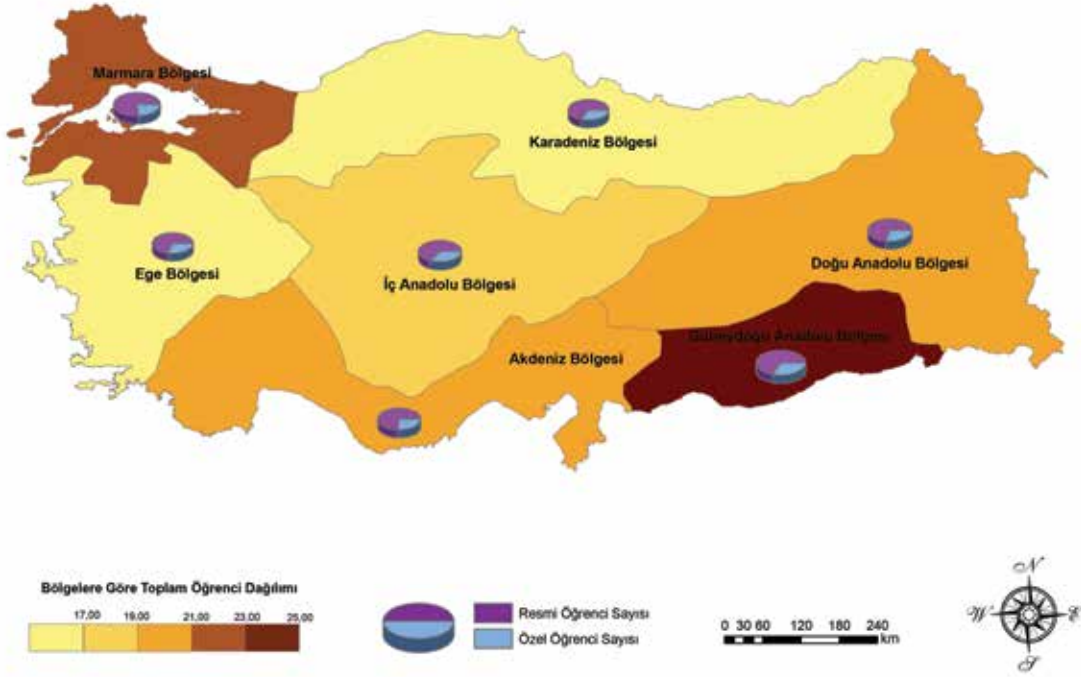 Marmara Bölgesi
Karadeniz Bölgesi
Ege Bölgesi
İç Anadolu Bölgesi
Doğu Anadolu Bölgesi
Akdeniz Bölgesi
Güneydoğu Anadolu Bölgesi
Bölgelere Göre Toplam Öğrenci Dağılımı
17,00 19,00 21,00 23,00 25,00
Resmi Öğrenci Sayısı
Özel Öğrenci Sayısı
0 30 60 120 180 240
km
N
W E
S